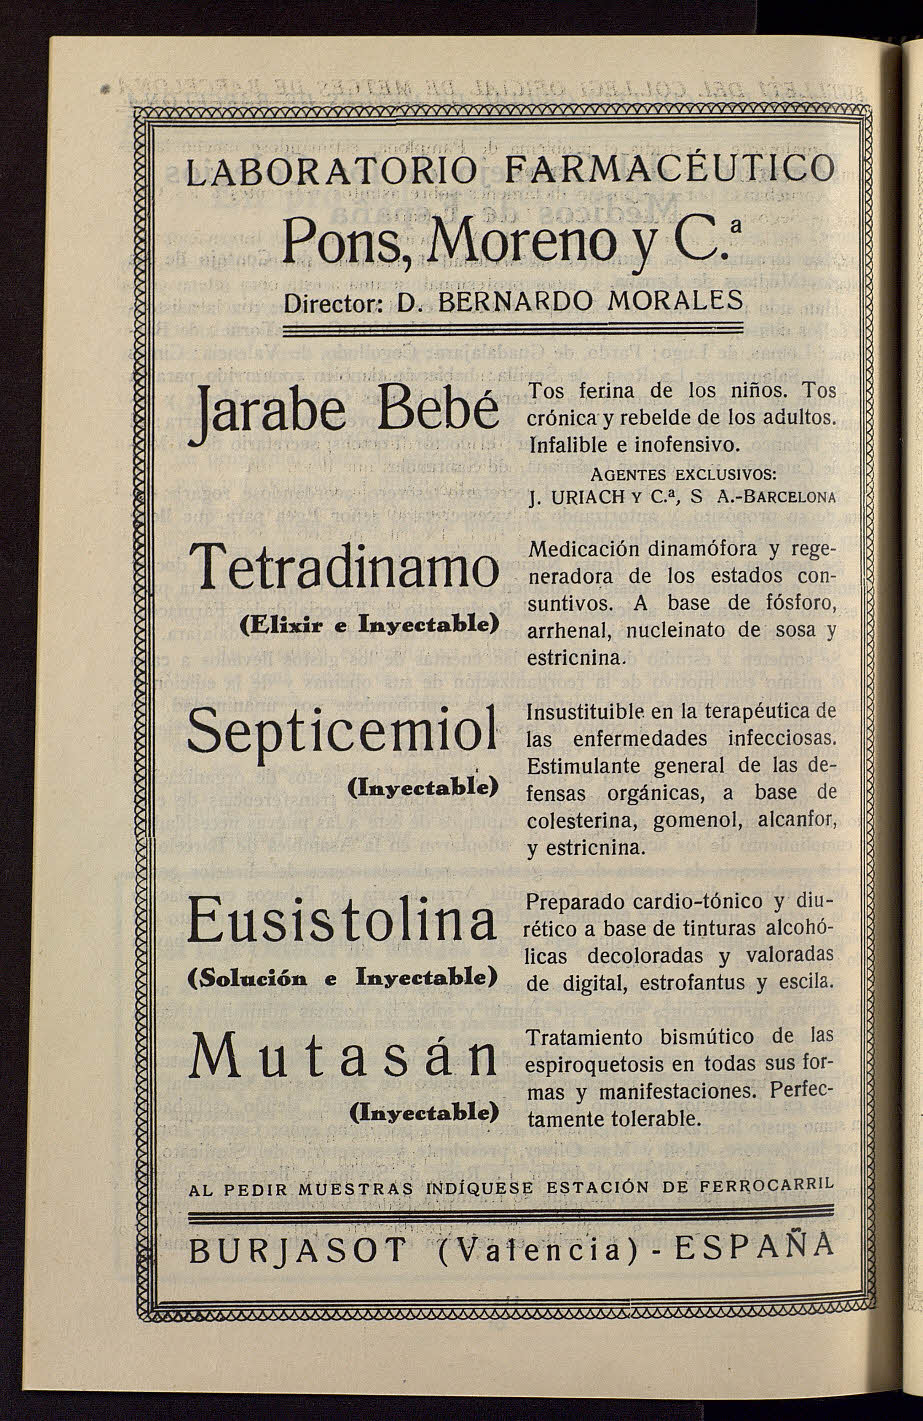 LABORATORIO FARMACÉUTICO
Pons, Moreno y C.ª
Director: D. BERNARDO MORALES
Jarabe Bebé
Tos ferina de los niños. Tos
crónica y rebelde de los adultos.
Infalible e inofensivo.
AGENTES EXCLUSIVOS:
J. URIACH Y C.ª, S A.-BARCELONA
Tetradinamo
(Elixir e Inyectable)
Medicación dinamófora y rege-
neradora de los estados con-
suntivos. A base de fósforo,
arrhenal, nucleinato de sosa y
estricnina.
Septicemiol
(Inyectable)
Insustituible en la terapéutica de
las enfermedades infecciosas.
Estimulante general de las de-
fensas orgánicas, a base de
colesterina, gomenol, alcanfor,
y estricnina.
Eusistolina
(Solución e Inyectable)
Preparado cardio-tónico y diu-
rético a base de tinturas alcohó-
licas decoloradas y valoradas
de digital, estrofantus y escila.
Mutasán
(Inyectable)
Tratamiento bismútico de las
espiroquetosis en todas sus for-
mas y manifestaciones. Perfec-
tamente tolerable.
AL PEDIR MUESTRAS INDÍQUESE ESTACIÓN DE FERROCARRIL
BURJASOT (Valencia) - ESPAÑA